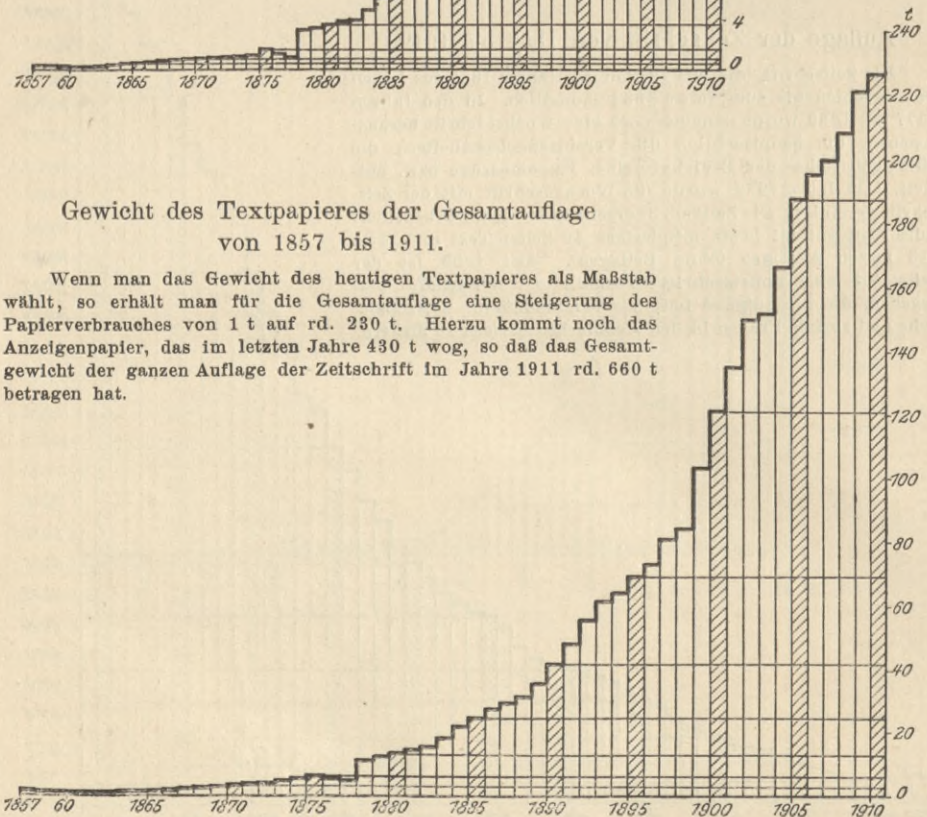 4
0
1857 60 1865 1870 1875 1880 1885 1890 1895 1900 1905 1910
t
240
220
200
180
160
140
120
100
80
60
40
20
0
Gewicht des Textpapieres der Gesamtauflage
von 1857 bis 1911.
Wenn man das Gewicht des heutigen Textpapieres als Maßstab
wählt, so erhält man für die Gesamtauflage eine Steigerung des
Papierverbrauches von 1 t auf rd. 230 t. Hierzu kommt noch das
Anzeigenpapier, das im letzten Jahre 430 t wog, so daß das Gesamt-
gewicht der ganzen Auflage der Zeitschrift im Jahre 1911 rd. 660 t
betragen hat.
1857 60 1865 1870 1875 1880 1885 1890 1895 1900 1905 1910